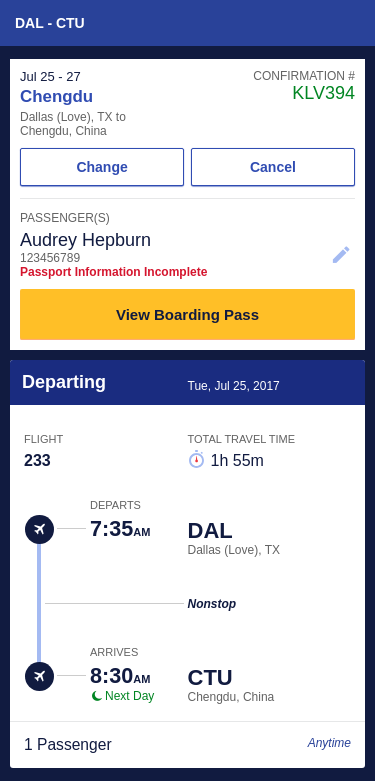 DAL - CTU
Jul 25 - 27
CONFIRMATION #
Chengdu
KLV394
Dallas (Love), TX to
Chengdu, China
Change
Cancel
PASSENGER(S)
Audrey Hepburn
123456789
Passport Information Incomplete
View Boarding Pass
Departing
Tue, Jul 25, 2017
FLIGHT
TOTAL TRAVEL TIME
233
1h 55m
DEPARTS
7:35AM
DAL
Dallas (Love), TX
Nonstop
ARRIVES
8:30AM
CTU
Next Day
Chengdu, China
1 Passenger
Anytime